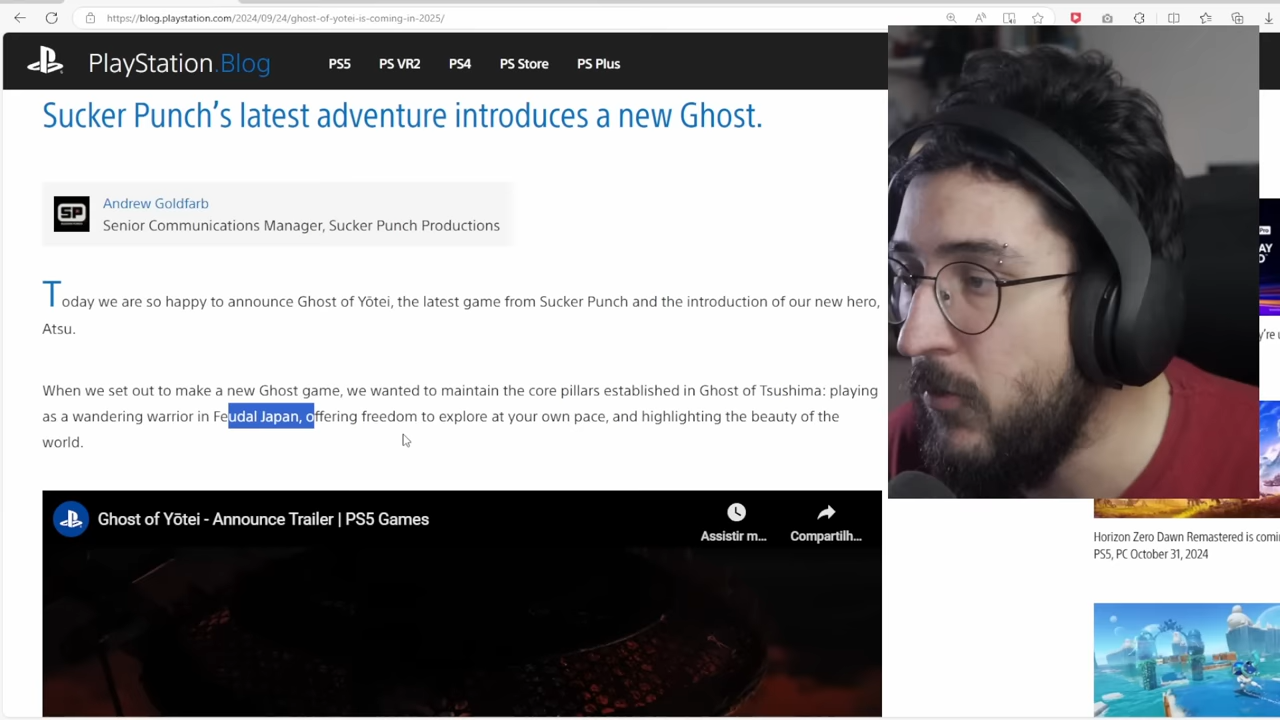 https://blog.playstation.com/2024/09/24/ghost-of-yotei-is-coming-in-2025/
PlayStation.Blog
PS5
PS VR2
PS4
PS Store
PS Plus
Sucker Punch's latest adventure introduces a new Ghost.
SP
Andrew Goldfarb
Senior Communications Manager, Sucker Punch Productions
Today we are so happy to announce Ghost of Yōtei, the latest game from Sucker Punch and the introduction of our new hero,
Atsu.
When we set out to make a new Ghost game, we wanted to maintain the core pillars established in Ghost of Tsushima: playing
as a wandering warrior in Feudal Japan, offering freedom to explore at your own pace, and highlighting the beauty of the
world.
Ghost of Yōtei - Announce Trailer | PS5 Games
Assistir m...
Compartilh...
Horizon Zero Dawn Remastered is comi
PS5, PC October 31, 2024